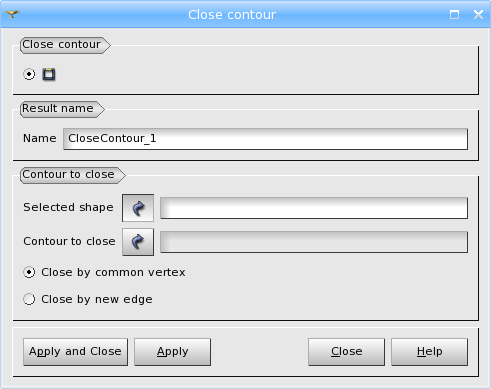 Close contour
Close contour
Result name
Name CloseContour_1
Contour to close
Selected shape
Contour to close
Close by common vertex
Close by new edge
Apply and Close Apply Close Help